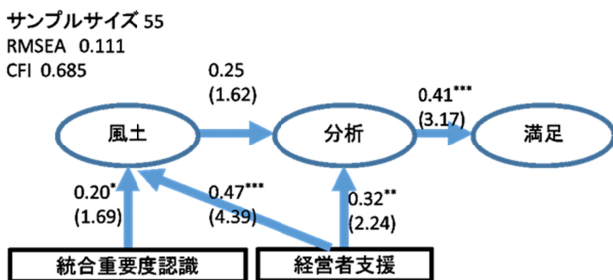 サンプルサイズ 55
RMSEA 0.111
CFI 0.685
0.25
(1.62)
0.41***
(3.17)
風土
分析
満足
0.20*
(1.69)
0.47***
(4.39)
0.32**
(2.24)
統合重要度認識
経営者支援